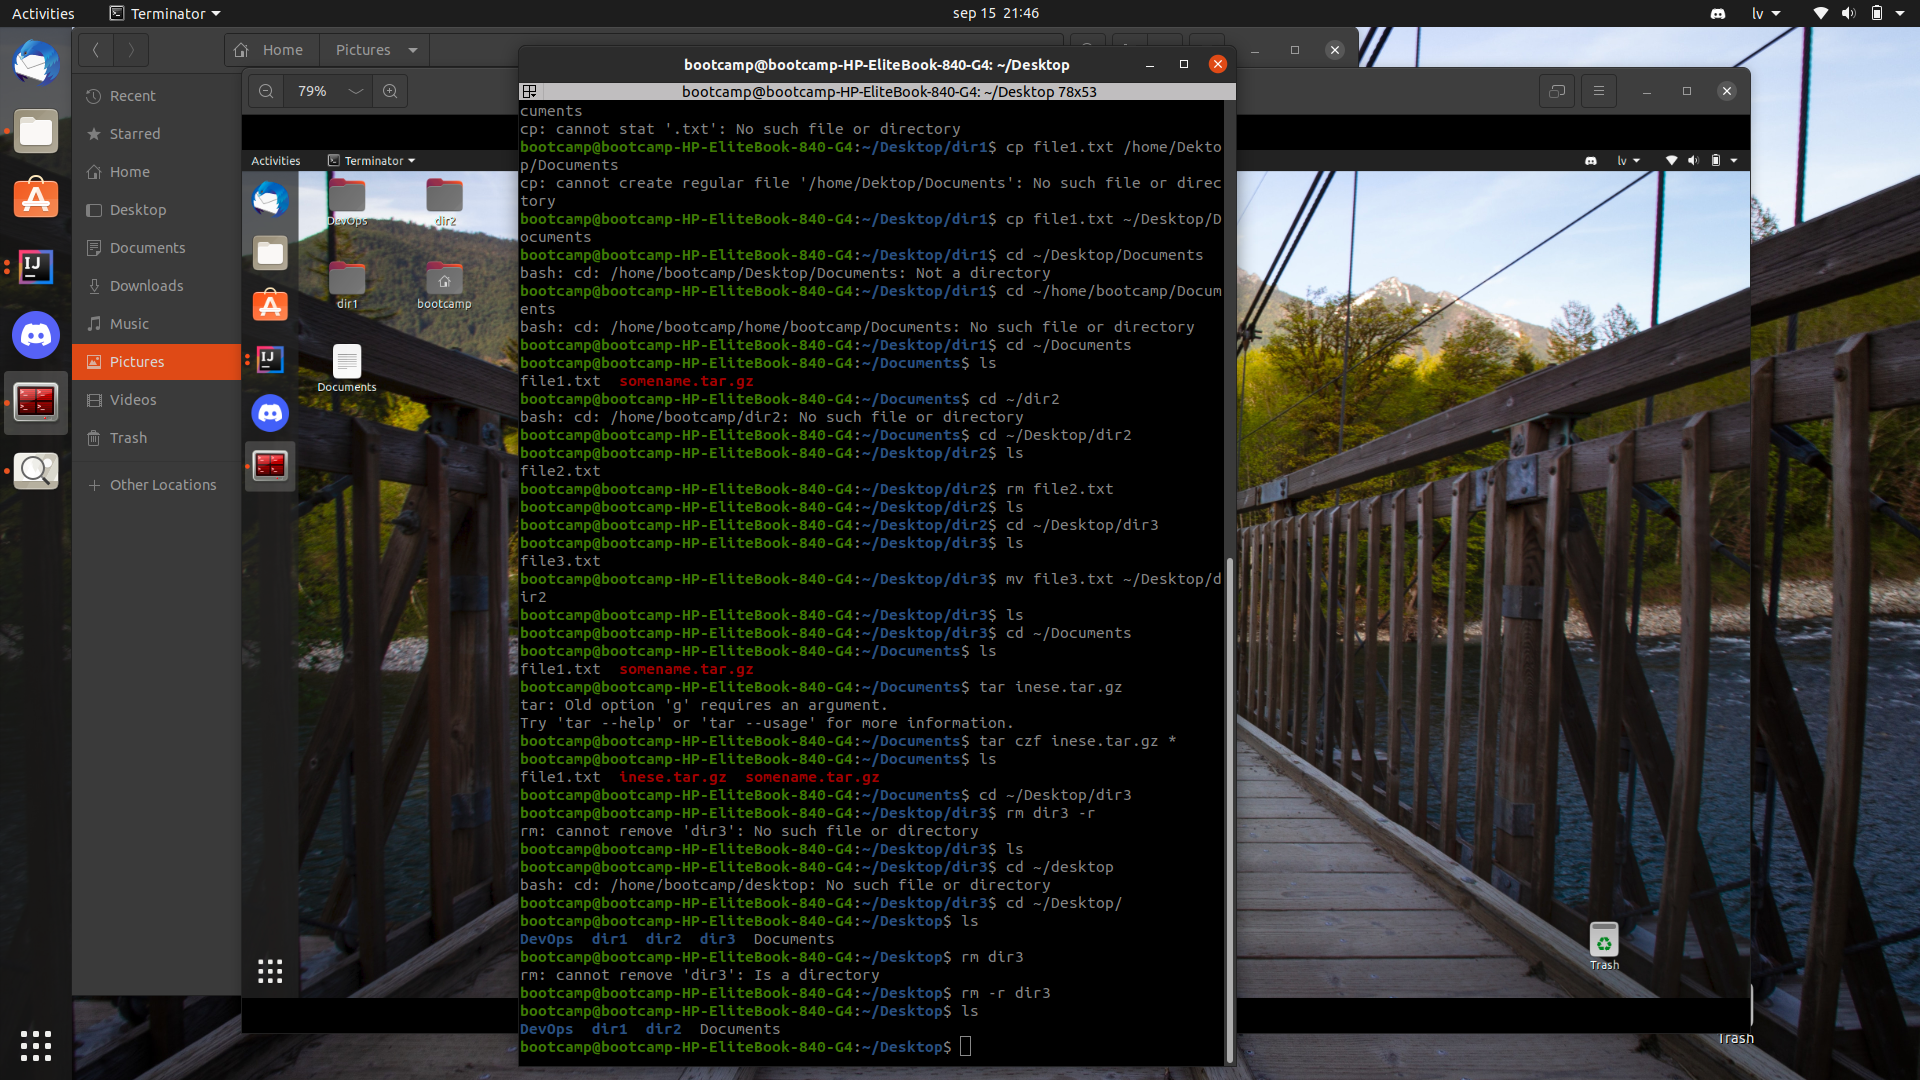 Activities
Terminator
sep 15 21:46
lv
Home
Pictures
Recent
Starred
Home
Desktop
Documents
Downloads
Music
Pictures
Videos
Trash
Other Locations
79%
Activities
Terminator
lv
DevOps
dir2
dir1
bootcamp
Documents
Trash
Trash
bootcamp@bootcamp-HP-EliteBook-840-G4: ~/Desktop
bootcamp@bootcamp-HP-EliteBook-840-G4: ~/Desktop 78x53
cuments
cp: cannot stat '.txt': No such file or directory
bootcamp@bootcamp-HP-EliteBook-840-G4:~/Desktop/dir1$ cp file1.txt /home/Dekto
p/Documents
cp: cannot create regular file '/home/Dektop/Documents': No such file or direc
tory
bootcamp@bootcamp-HP-EliteBook-840-G4:~/Desktop/dir1$ cp file1.txt ~/Desktop/D
ocuments
bootcamp@bootcamp-HP-EliteBook-840-G4:~/Desktop/dir1$ cd ~/Desktop/Documents
bash: cd: /home/bootcamp/Desktop/Documents: Not a directory
bootcamp@bootcamp-HP-EliteBook-840-G4:~/Desktop/dir1$ cd ~/home/bootcamp/Docum
ents
bash: cd: /home/bootcamp/home/bootcamp/Documents: No such file or directory
bootcamp@bootcamp-HP-EliteBook-840-G4:~/Desktop/dir1$ cd ~/Documents
bootcamp@bootcamp-HP-EliteBook-840-G4:~/Documents$ ls
file1.txt  somename.tar.gz
bootcamp@bootcamp-HP-EliteBook-840-G4:~/Documents$ cd ~/dir2
bash: cd: /home/bootcamp/dir2: No such file or directory
bootcamp@bootcamp-HP-EliteBook-840-G4:~/Documents$ cd ~/Desktop/dir2
bootcamp@bootcamp-HP-EliteBook-840-G4:~/Desktop/dir2$ ls
file2.txt
bootcamp@bootcamp-HP-EliteBook-840-G4:~/Desktop/dir2$ rm file2.txt
bootcamp@bootcamp-HP-EliteBook-840-G4:~/Desktop/dir2$ ls
bootcamp@bootcamp-HP-EliteBook-840-G4:~/Desktop/dir2$ cd ~/Desktop/dir3
bootcamp@bootcamp-HP-EliteBook-840-G4:~/Desktop/dir3$ ls
file3.txt
bootcamp@bootcamp-HP-EliteBook-840-G4:~/Desktop/dir3$ mv file3.txt ~/Desktop/d
ir2
bootcamp@bootcamp-HP-EliteBook-840-G4:~/Desktop/dir3$ ls
bootcamp@bootcamp-HP-EliteBook-840-G4:~/Desktop/dir3$ cd ~/Documents
bootcamp@bootcamp-HP-EliteBook-840-G4:~/Documents$ ls
file1.txt  somename.tar.gz
bootcamp@bootcamp-HP-EliteBook-840-G4:~/Documents$ tar inese.tar.gz
tar: Old option 'g' requires an argument.
Try 'tar --help' or 'tar --usage' for more information.
bootcamp@bootcamp-HP-EliteBook-840-G4:~/Documents$ tar czf inese.tar.gz *
bootcamp@bootcamp-HP-EliteBook-840-G4:~/Documents$ ls
file1.txt  inese.tar.gz  somename.tar.gz
bootcamp@bootcamp-HP-EliteBook-840-G4:~/Documents$ cd ~/Desktop/dir3
bootcamp@bootcamp-HP-EliteBook-840-G4:~/Desktop/dir3$ rm dir3 -r
rm: cannot remove 'dir3': No such file or directory
bootcamp@bootcamp-HP-EliteBook-840-G4:~/Desktop/dir3$ ls
bootcamp@bootcamp-HP-EliteBook-840-G4:~/Desktop/dir3$ cd ~/desktop
bash: cd: /home/bootcamp/desktop: No such file or directory
bootcamp@bootcamp-HP-EliteBook-840-G4:~/Desktop/dir3$ cd ~/Desktop/
bootcamp@bootcamp-HP-EliteBook-840-G4:~/Desktop$ ls
DevOps  dir1  dir2  dir3  Documents
bootcamp@bootcamp-HP-EliteBook-840-G4:~/Desktop$ rm dir3
rm: cannot remove 'dir3': Is a directory
bootcamp@bootcamp-HP-EliteBook-840-G4:~/Desktop$ rm -r dir3
bootcamp@bootcamp-HP-EliteBook-840-G4:~/Desktop$ ls
DevOps  dir1  dir2  Documents
bootcamp@bootcamp-HP-EliteBook-840-G4:~/Desktop$